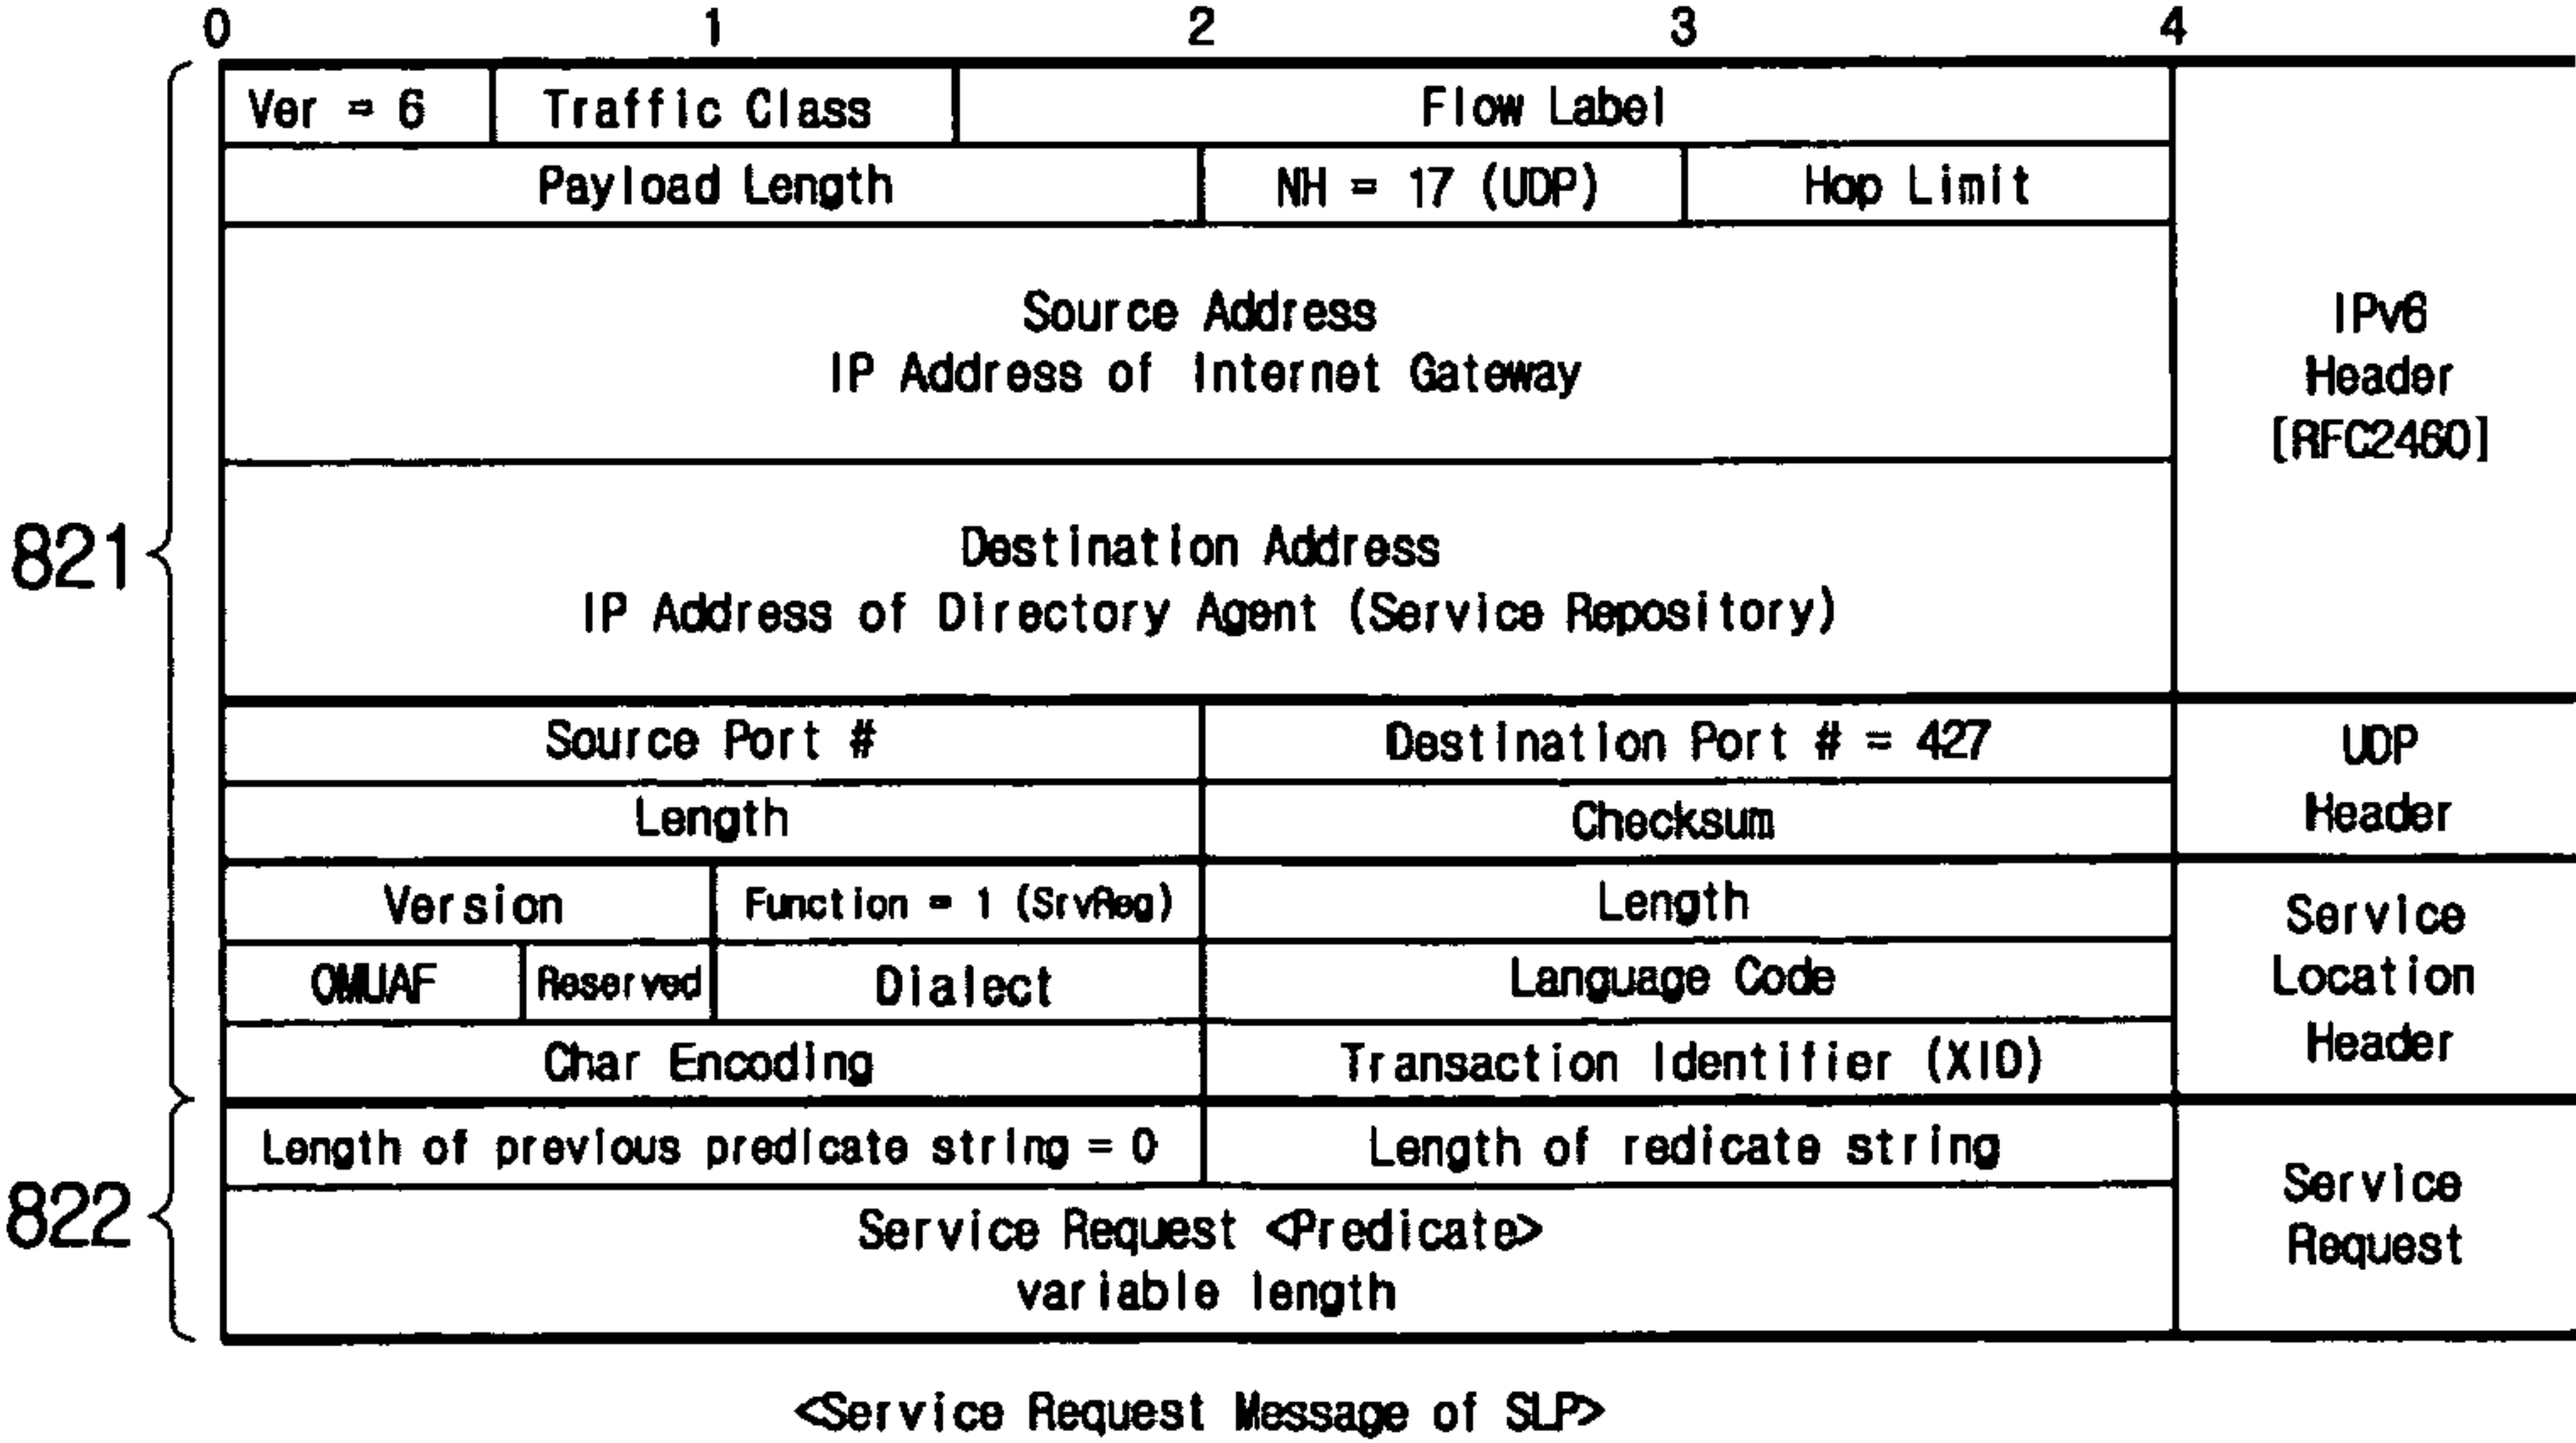 0 1 2 3 4
Ver = 6 Traffic Class Flow Label
Payload Length NH = 17 (UDP) Hop Limit
Source Address
IP Address of Internet Gateway
IPv6
Header
[RFC2460]
Destination Address
IP Address of Directory Agent (Service Repository)
821
Source Port # Destination Port # = 427
Length Checksum
UDP
Header
Version Function = 1 (SrvReg) Length
OMUAF Reserved Dialect Language Code
Char Encoding Transaction Identifier (XID)
Service
Location
Header
Length of previous predicate string = 0 Length of redicate string
822
Service Request <Predicate>
variable length
Service
Request
<Service Request Message of SLP>